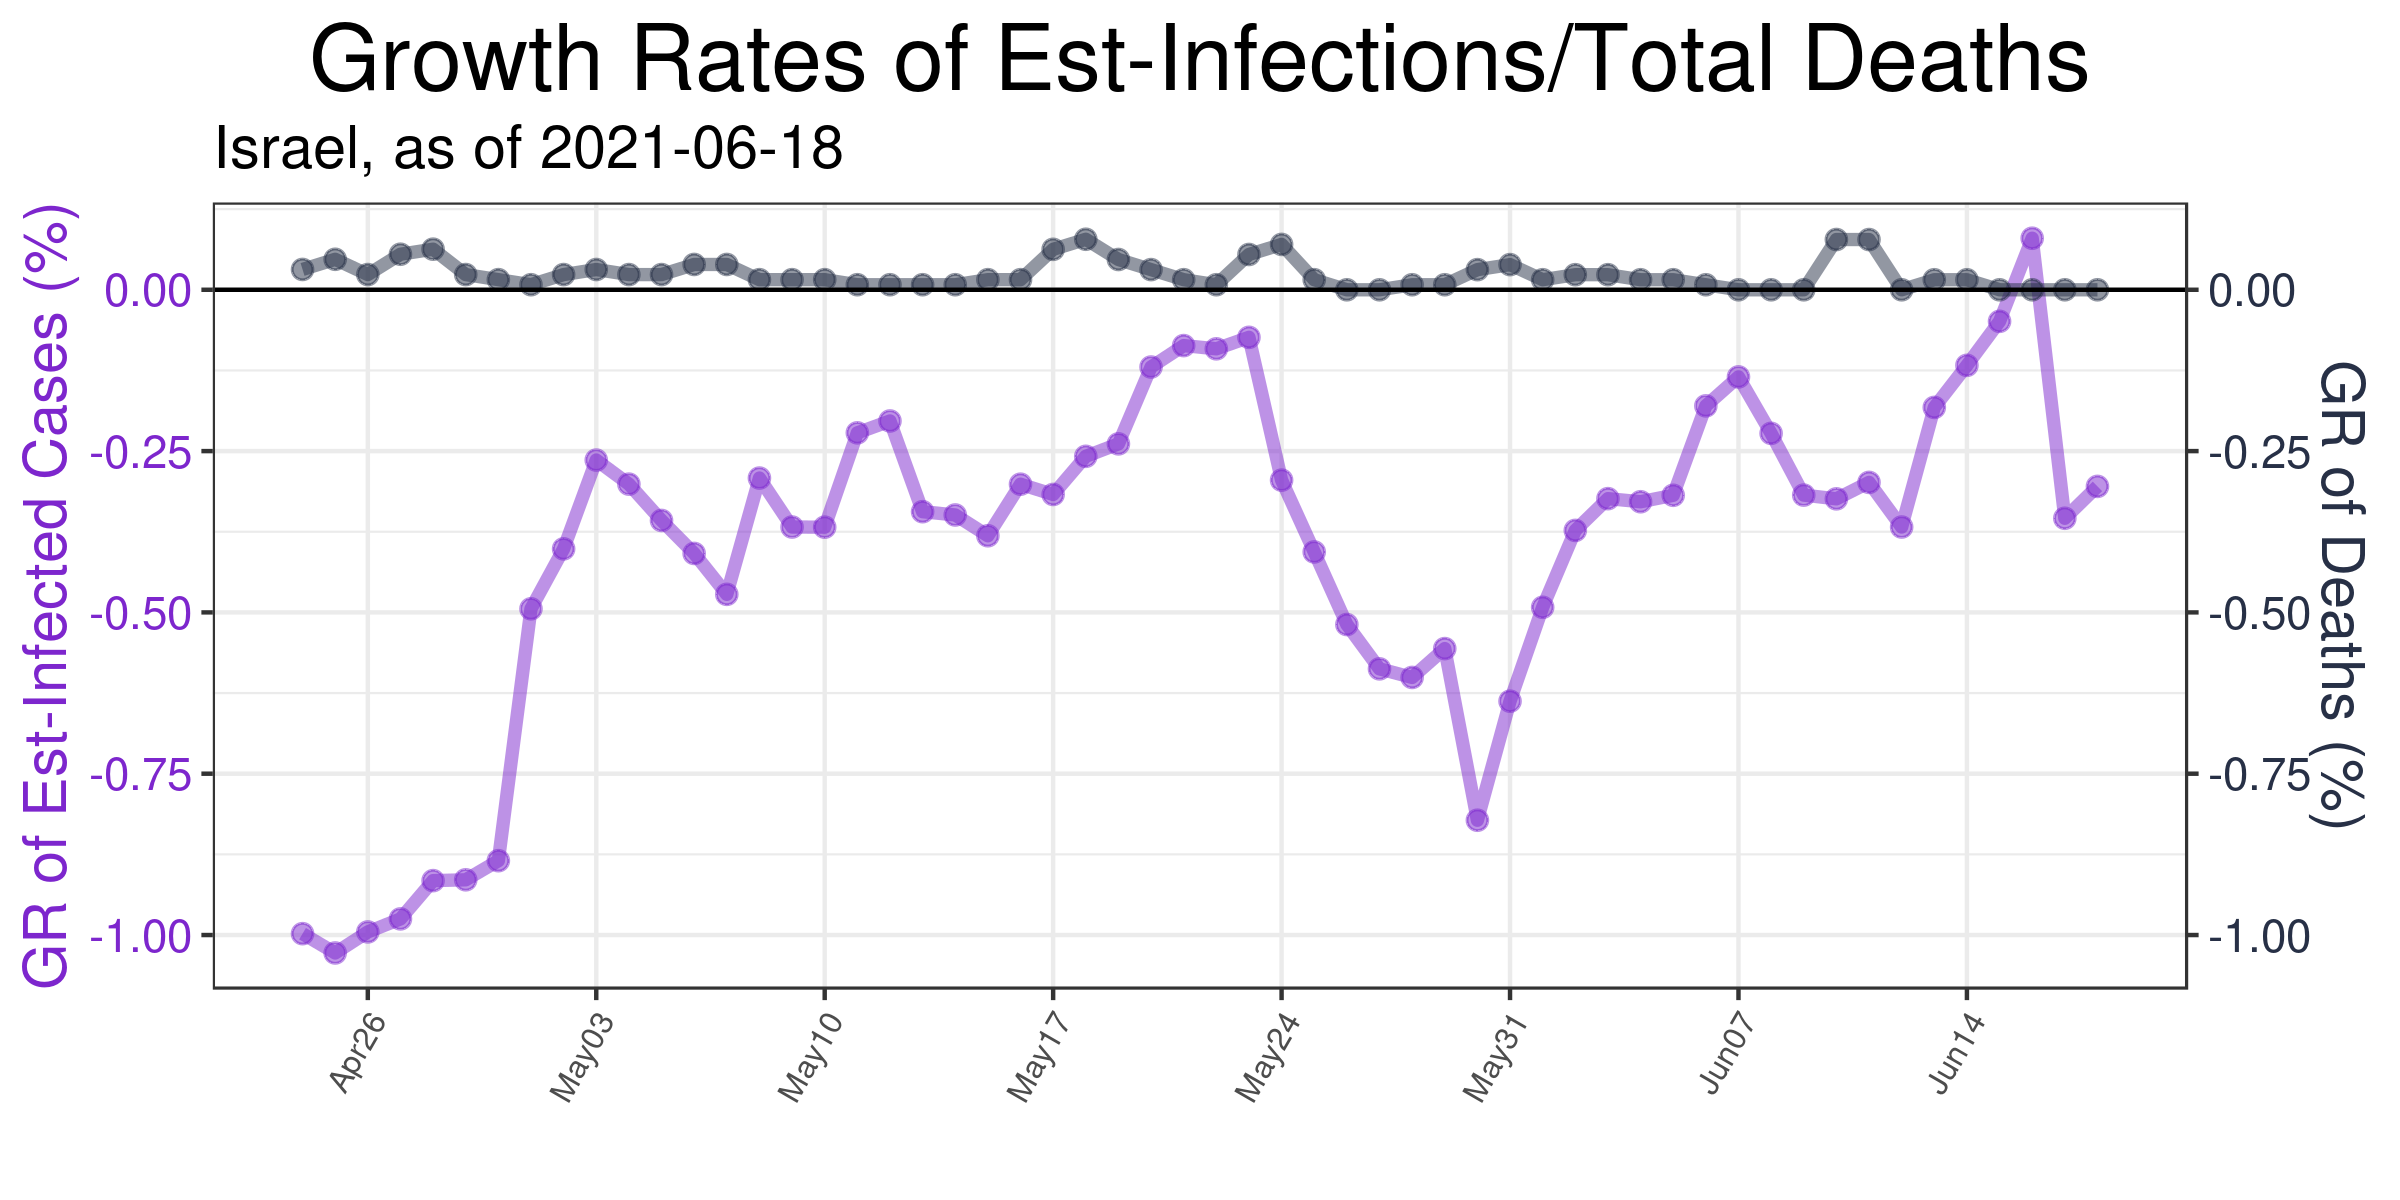 Growth Rates of Est-Infections/Total Deaths
Israel, as of 2021-06-18
GR of Est-Infected Cases (%)
0.00
-0.25
-0.50
-0.75
-1.00
0.00
-0.25
-0.50
-0.75
-1.00
GR of Deaths (%)
Apr26
May03
May10
May17
May24
May31
Jun07
Jun14